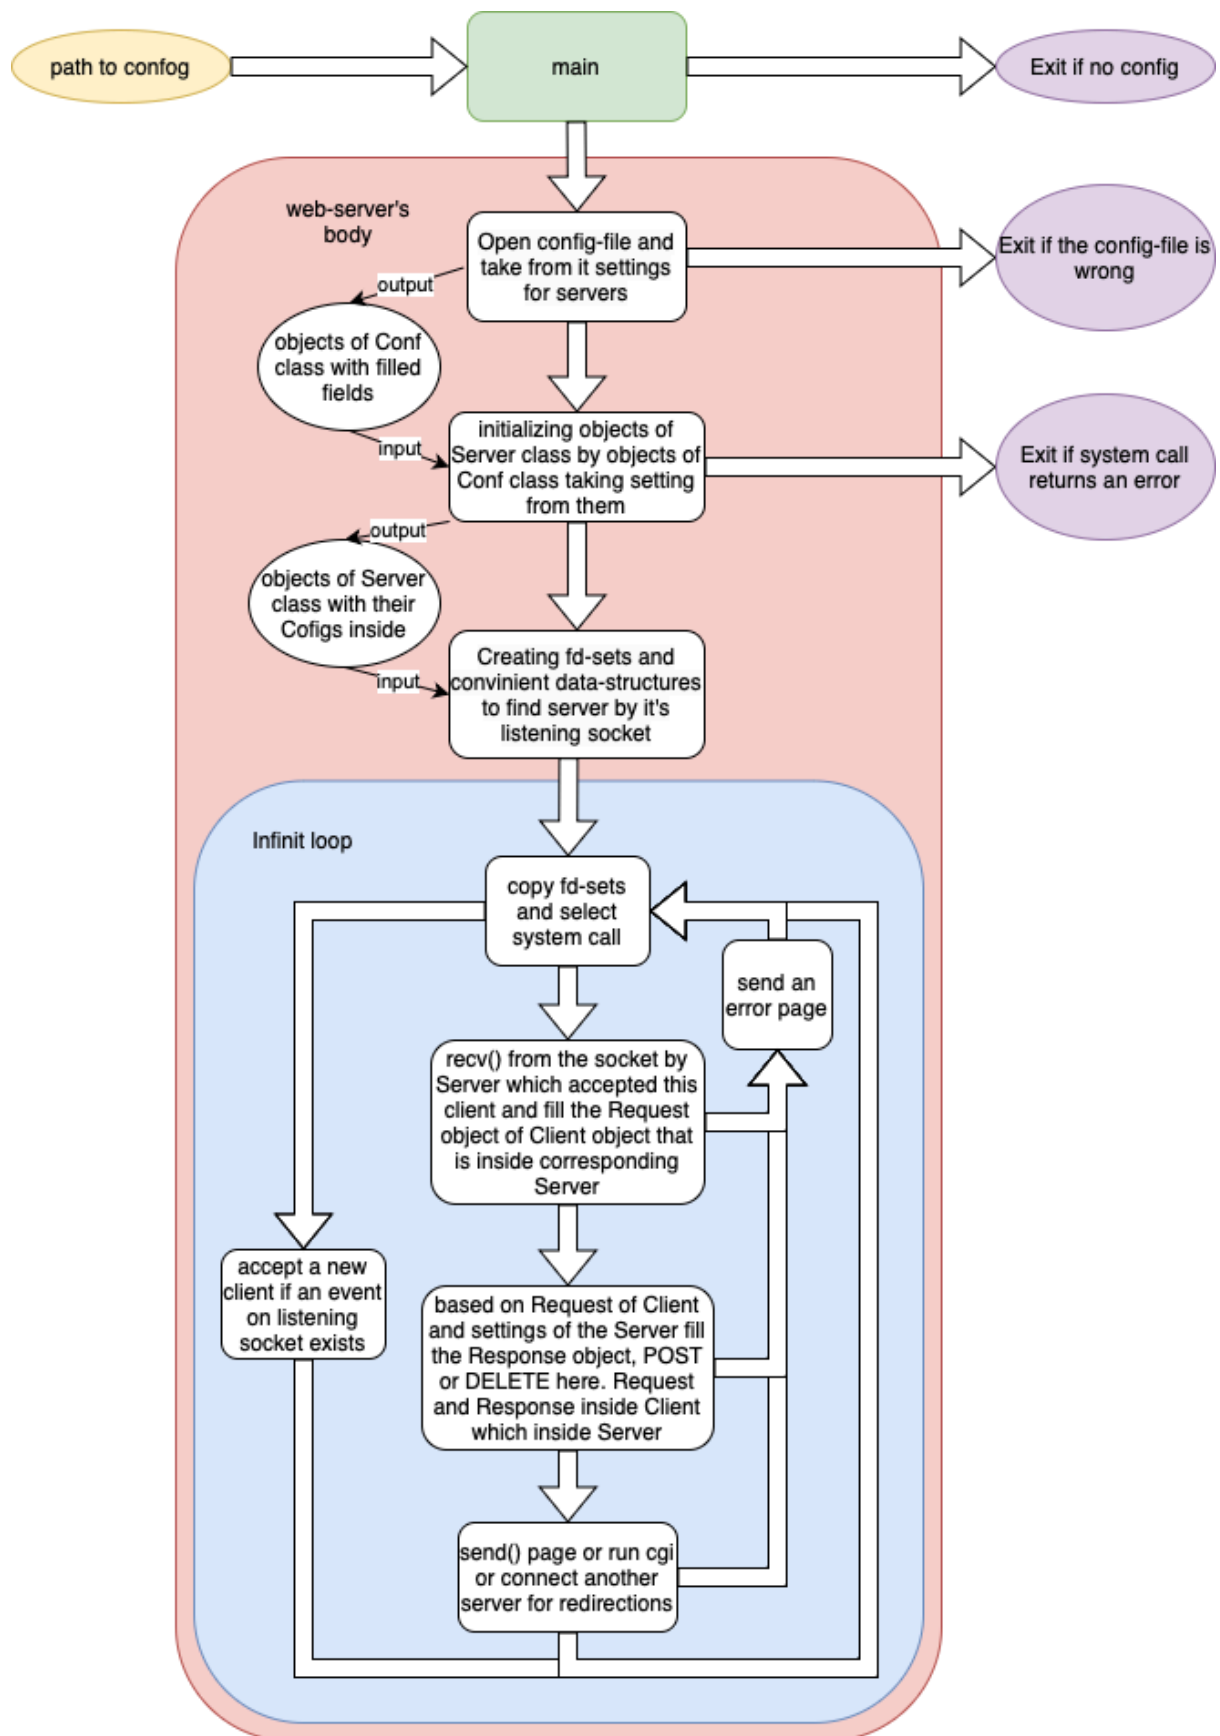 path to confog
main
Exit if no config
web-server's
body
Open config-file and
take from it settings
for servers
Exit if the config-file is
wrong
output
objects of Conf
class with filled
fields
input
initializing objects of
Server class by objects of
Conf class taking setting
from them
Exit if system call
returns an error
output
objects of Server
class with their
Cofigs inside
input
Creating fd-sets and
convinient data-structures
to find server by it's
listening socket
Infinit loop
copy fd-sets
and select
system call
send an
error page
recv() from the socket by
Server which accepted this
client and fill the Request
object of Client object that
is inside corresponding
Server
accept a new
client if an event
on listening
socket exists
based on Request of Client
and settings of the Server fill
the Response object, POST
or DELETE here. Request
and Response inside Client
which inside Server
send() page or run cgi
or connect another
server for redirections